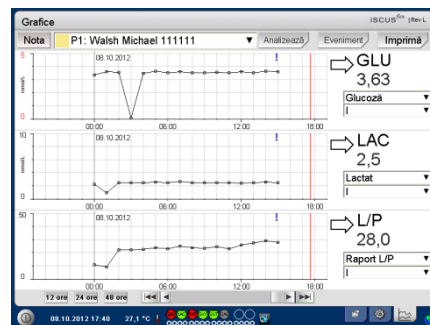 Grafice ISCUSflex |Rev L
Nota P1: Walsh Michael 111111 ▼ Analizează Eveniment Imprimă
5 08.10.2012 ! GLU
mmol/L 3,63
Glucoză ▼
0 I ▼
00:00 06:00 12:00 18:00
10 08.10.2012 ! LAC
mmol/L 2,5
Lactat ▼
0 I ▼
00:00 06:00 12:00 18:00
50 08.10.2012 ! L/P
28,0
Raport L/P ▼
0 I ▼
00:00 06:00 12:00 18:00
12 ore 24 ore 48 ore
08.10.2012 17:40 27,1 °C !